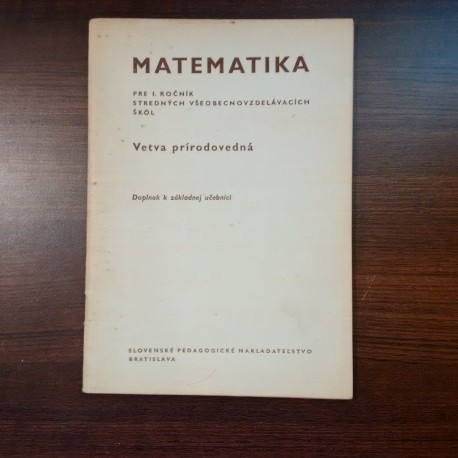 MATEMATIKA
PRE I. ROČNÍK
STREDNÝCH VŠEOBECNOVZDELÁVACÍCH
ŠKÔL
Vetva prírodovedná
Doplnok k základnej učebnici
SLOVENSKÉ PEDAGOGICKÉ NAKLADATEĽSTVO
BRATISLAVA